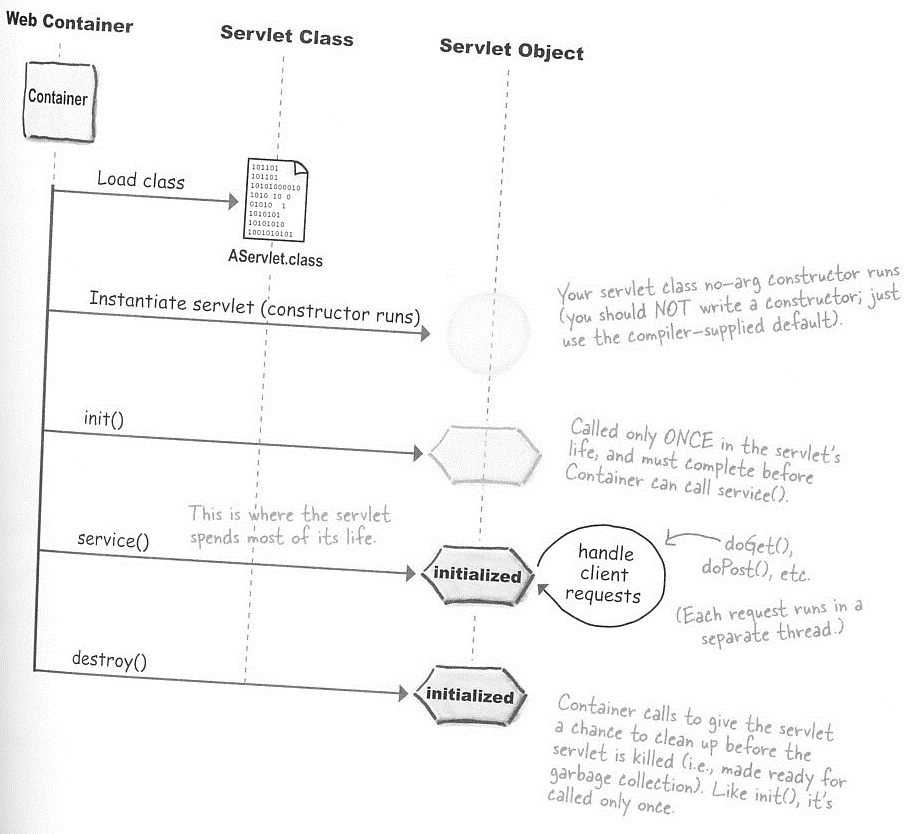 Web Container
Servlet Class
Servlet Object
Container
Load class
101101
101101
10101000010
1010 10 0
01010 1
1010101
10101010
1001010101
AServlet.class
Instantiate servlet (constructor runs)
Your servlet class no-arg constructor runs
(you should NOT write a constructor; just
use the compiler-supplied default).
init()
Called only ONCE in the servlet's
life, and must complete before
Container can call service().
This is where the servlet
spends most of its life.
service()
initialized
handle
client
requests
doGet(),
doPost(), etc.
(Each request runs in a
separate thread.)
destroy()
initialized
Container calls to give the servlet
a chance to clean up before the
servlet is killed (i.e., made ready for
garbage collection). Like init(), it's
called only once.